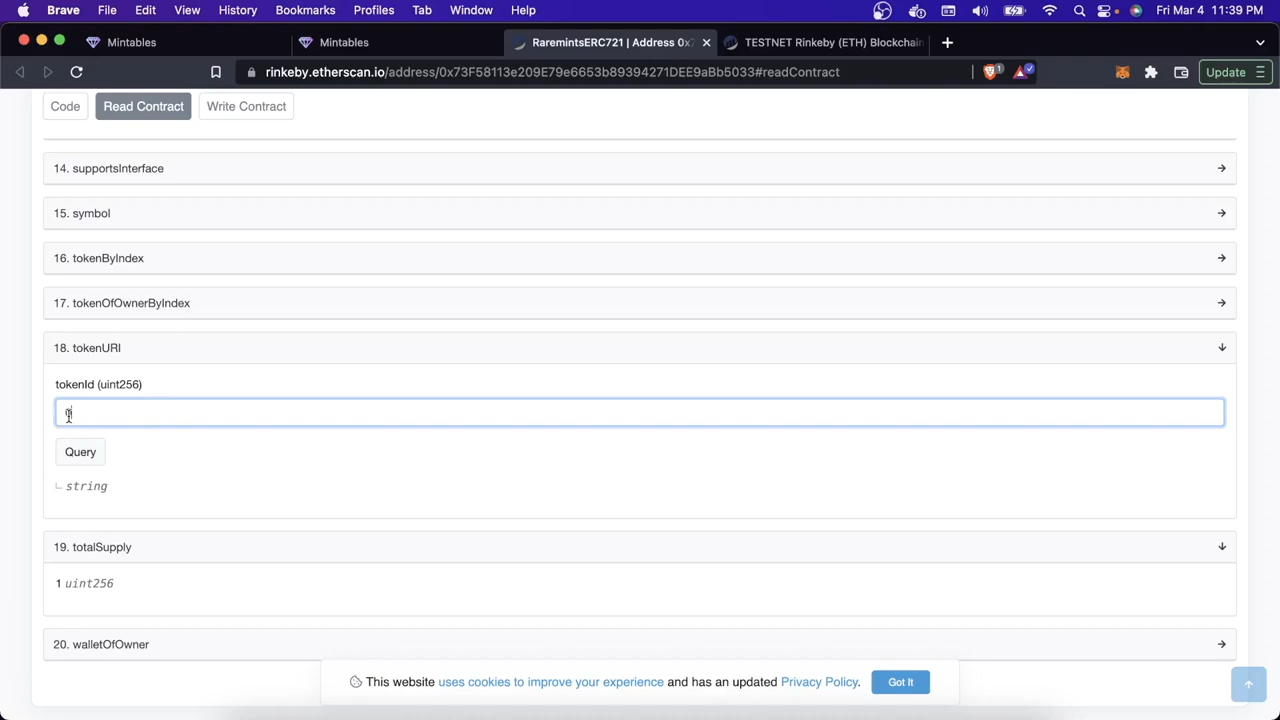 Brave File Edit View History Bookmarks Profiles Tab Window Help Fri Mar 4 11:39 PM
Mintables Mintables RaremintsERC721 | Address 0x7 TESTNET Rinkeby (ETH) Blockchain
rinkeby.etherscan.io/address/0x73F58113e209E79e6653b89394271DEE9aBb5033#readContract 1 Update
Code Read Contract Write Contract
14. supportsInterface
15. symbol
16. tokenByIndex
17. tokenOfOwnerByIndex
18. tokenURI
tokenId (uint256)
Query
string
19. totalSupply
1 uint256
20. walletOfOwner
This website uses cookies to improve your experience and has an updated Privacy Policy. Got It